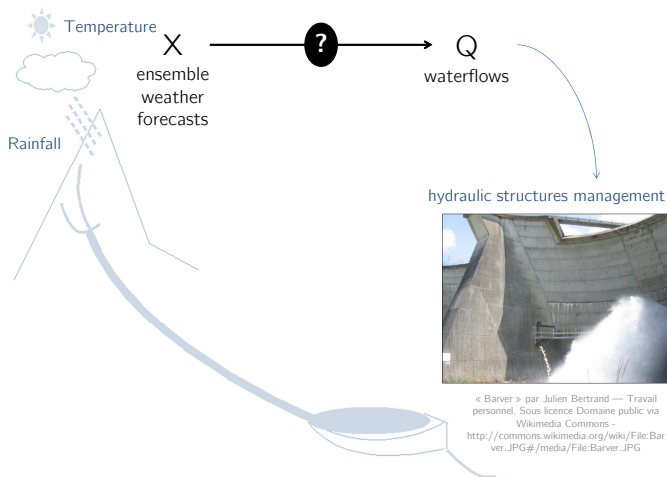 Temperature
X
?
Q
ensemble
weather
forecasts
waterflows
Rainfall
hydraulic structures management
« Barver » par Julien Bertrand — Travail
personnel. Sous licence Domaine public via
Wikimedia Commons -
http://commons.wikimedia.org/wiki/File:Bar
ver.JPG#/media/File:Barver.JPG